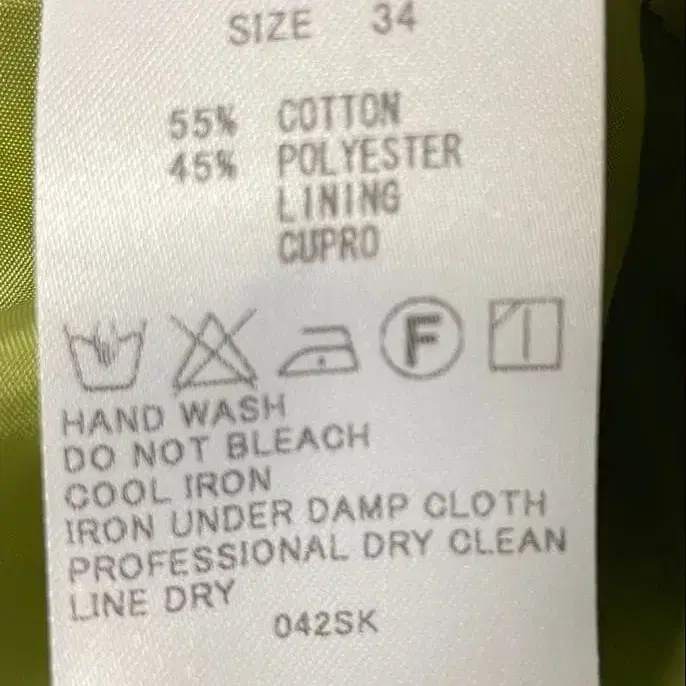 SIZE 34
55% COTTON
45% POLYESTER
LINING
CUPRO
F
HAND WASH
DO NOT BLEACH
COOL IRON
IRON UNDER DAMP CLOTH
PROFESSIONAL DRY CLEAN
LINE DRY
042SK